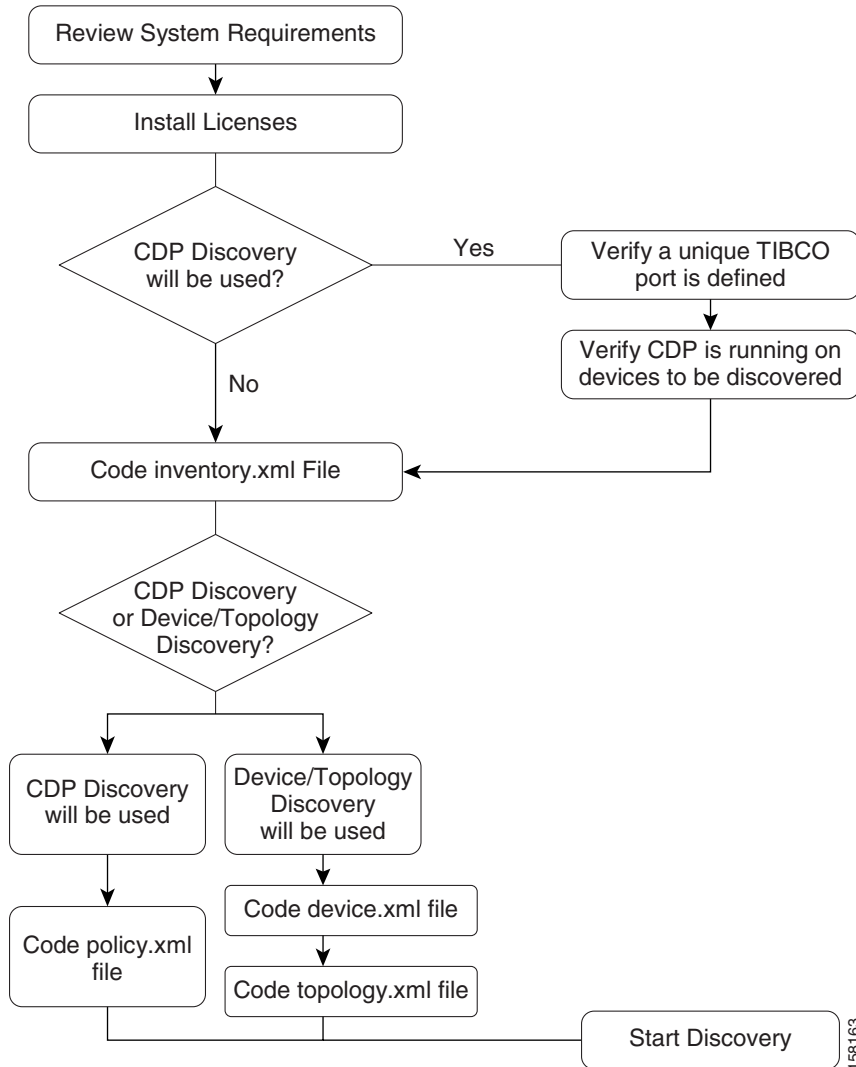 Review System Requirements
Install Licenses
CDP Discovery
will be used?
Yes
Verify a unique TIBCO
port is defined
Verify CDP is running on
devices to be discovered
No
Code inventory.xml File
CDP Discovery
or Device/Topology
Discovery?
CDP Discovery
will be used
Device/Topology
Discovery
will be used
Code policy.xml
file
Code device.xml file
Code topology.xml file
Start Discovery
158163